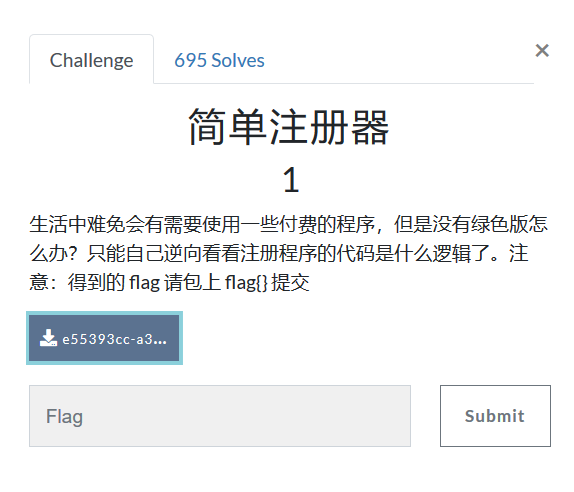 Challenge
695 Solves
×
简单注册器
1
生活中难免会有需要使用一些付费的程序，但是没有绿色版怎
么办？只能自己逆向看看注册程序的代码是什么逻辑了。注
意：得到的 flag 请包上 flag{} 提交
e55393cc-a3...
Flag
Submit